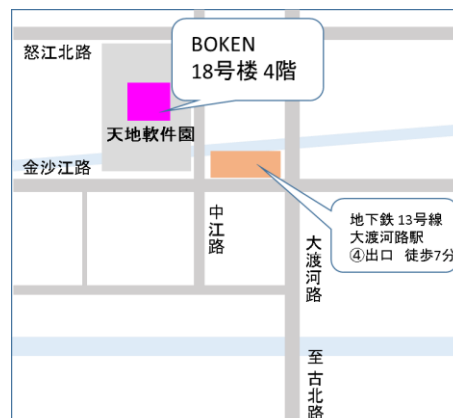 怒江北路
BOKEN
18号楼 4階
天地軟件園
金沙江路
中江路
大渡河路
地下鉄 13号線
大渡河路駅
④出口 徒歩7分
至古北路